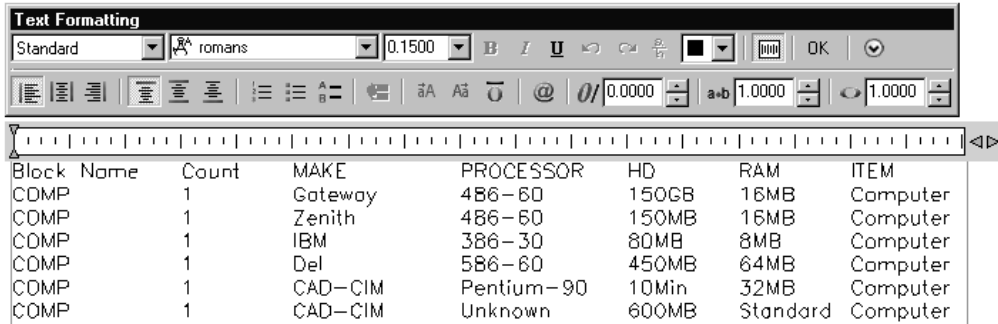 Text Formatting
Standard romans 0.1500 B I U OK
@ 0/ 0.0000 a•b 1.0000 1.0000
Block Name Count MAKE PROCESSOR HD RAM ITEM
COMP 1 Gateway 486-60 150GB 16MB Computer
COMP 1 Zenith 486-60 150MB 16MB Computer
COMP 1 IBM 386-30 80MB 8MB Computer
COMP 1 Del 586-60 450MB 64MB Computer
COMP 1 CAD-CIM Pentium-90 10Min 32MB Computer
COMP 1 CAD-CIM Unknown 600MB Standard Computer